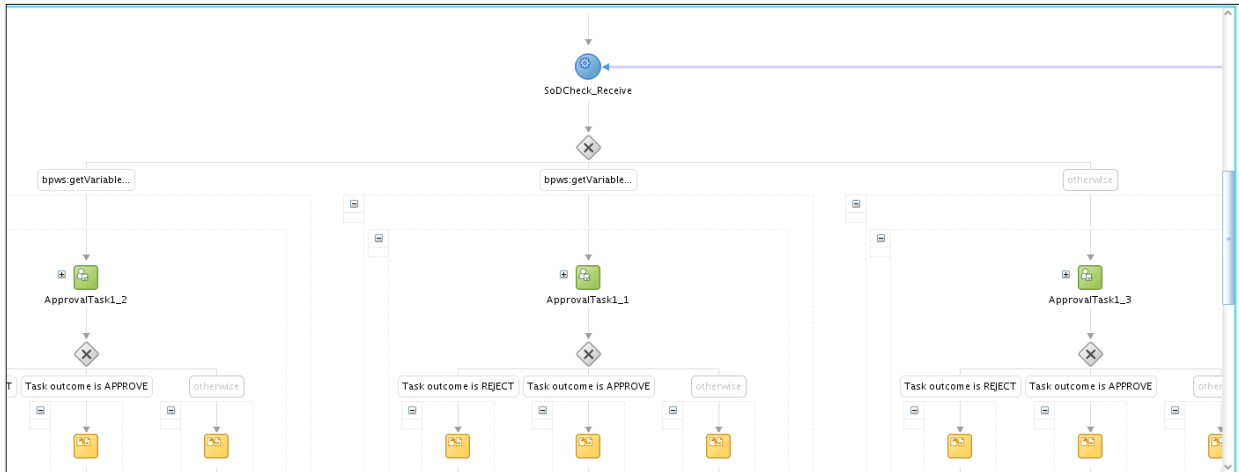 SoDCheck_Receive
bpws:getVariable...
bpws:getVariable...
otherwise
ApprovalTask1_2
ApprovalTask1_1
ApprovalTask1_3
T
Task outcome is APPROVE
otherwise
Task outcome is REJECT
Task outcome is APPROVE
otherwise
Task outcome is REJECT
Task outcome is APPROVE
other